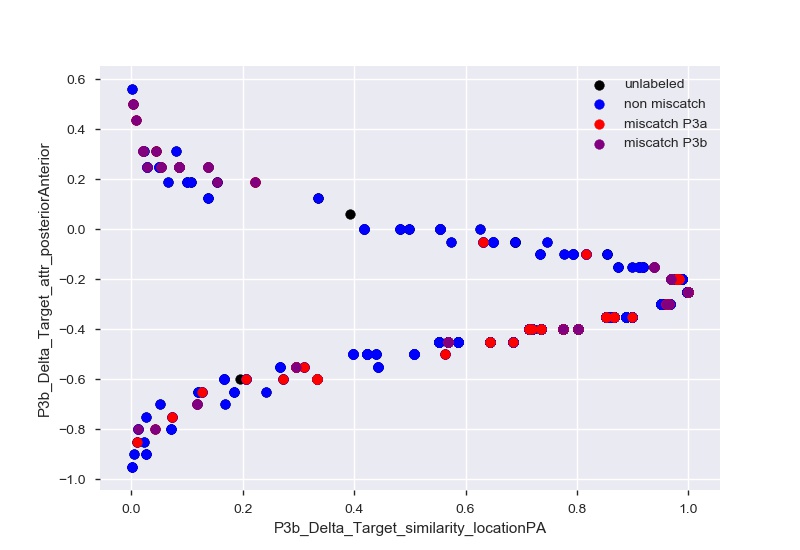 unlabeled
non miscatch
miscatch P3a
miscatch P3b
0.6
0.4
0.2
0.0
−0.2
−0.4
−0.6
−0.8
−1.0
P3b_Delta_Target_attr_posteriorAnterior
0.0 0.2 0.4 0.6 0.8 1.0
P3b_Delta_Target_similarity_locationPA